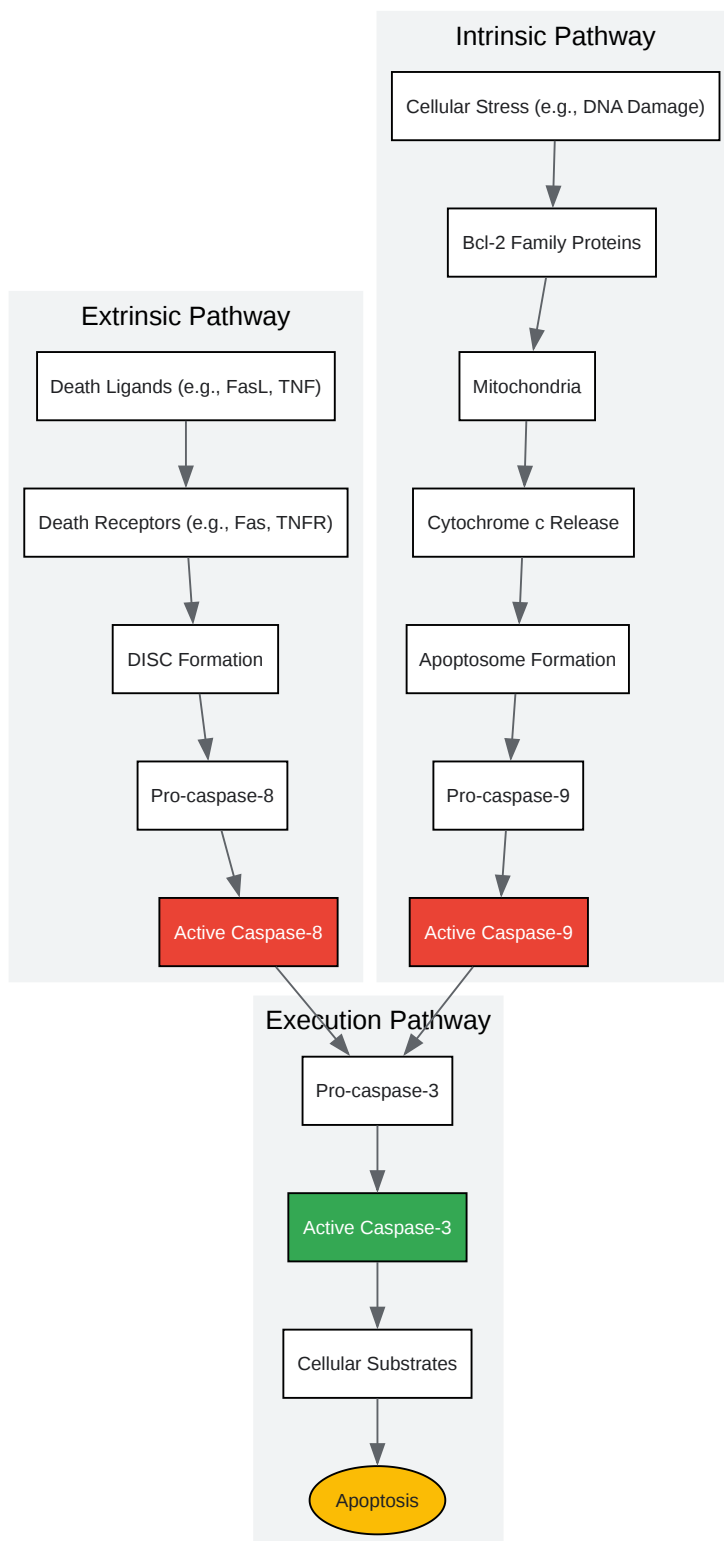 Intrinsic Pathway
Cellular Stress (e.g., DNA Damage)
Bcl-2 Family Proteins
Mitochondria
Cytochrome c Release
Apoptosome Formation
Pro-caspase-9
Active Caspase-9
Extrinsic Pathway
Death Ligands (e.g., FasL, TNF)
Death Receptors (e.g., Fas, TNFR)
DISC Formation
Pro-caspase-8
Active Caspase-8
Execution Pathway
Pro-caspase-3
Active Caspase-3
Cellular Substrates
Apoptosis